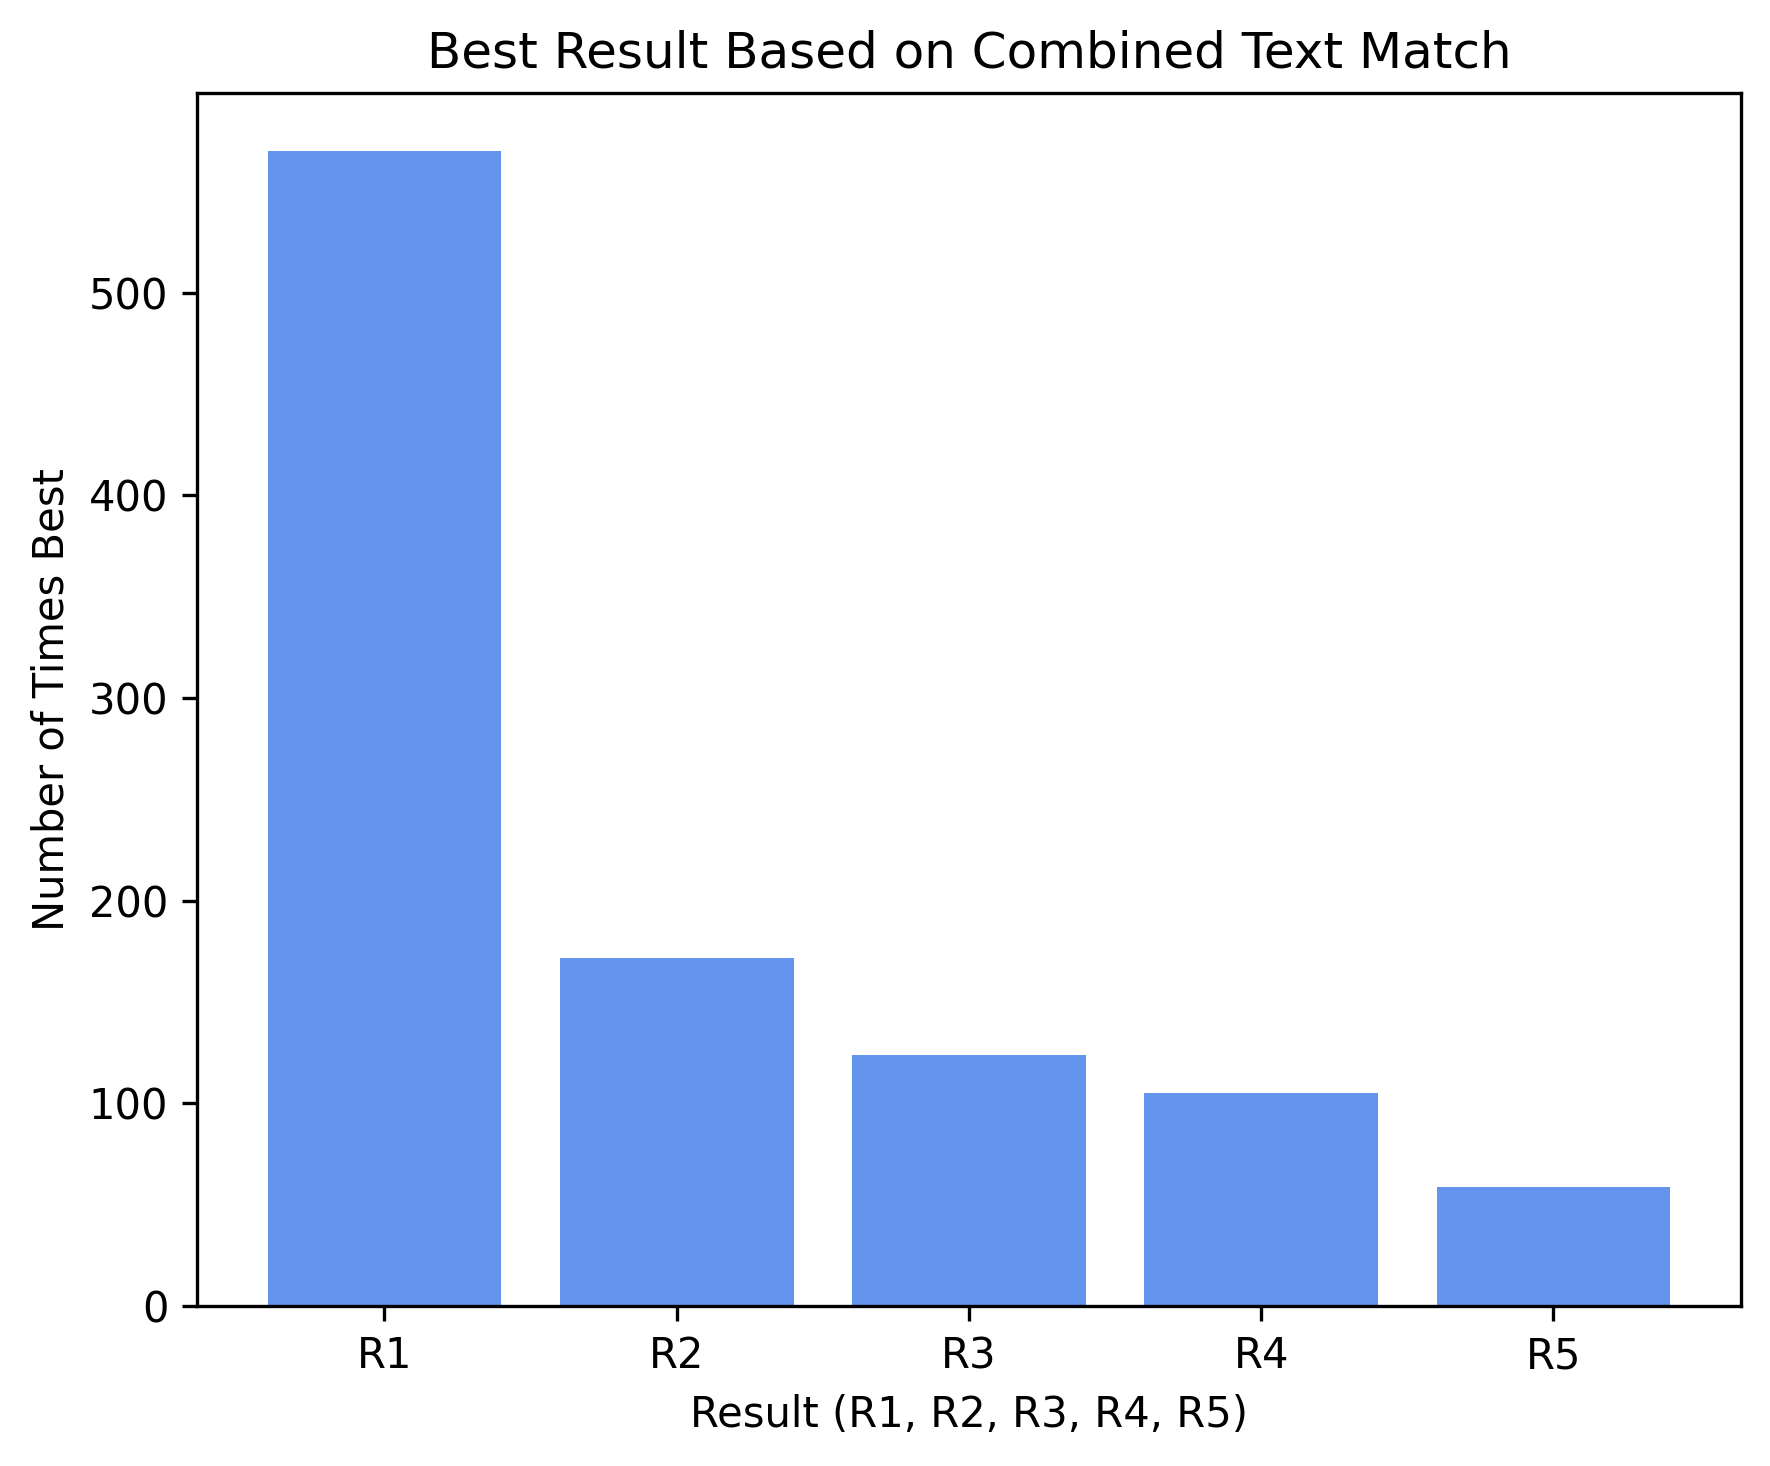 Best Result Based on Combined Text Match
Number of Times Best
500
400
300
200
100
0
R1
R2
R3
R4
R5
Result (R1, R2, R3, R4, R5)